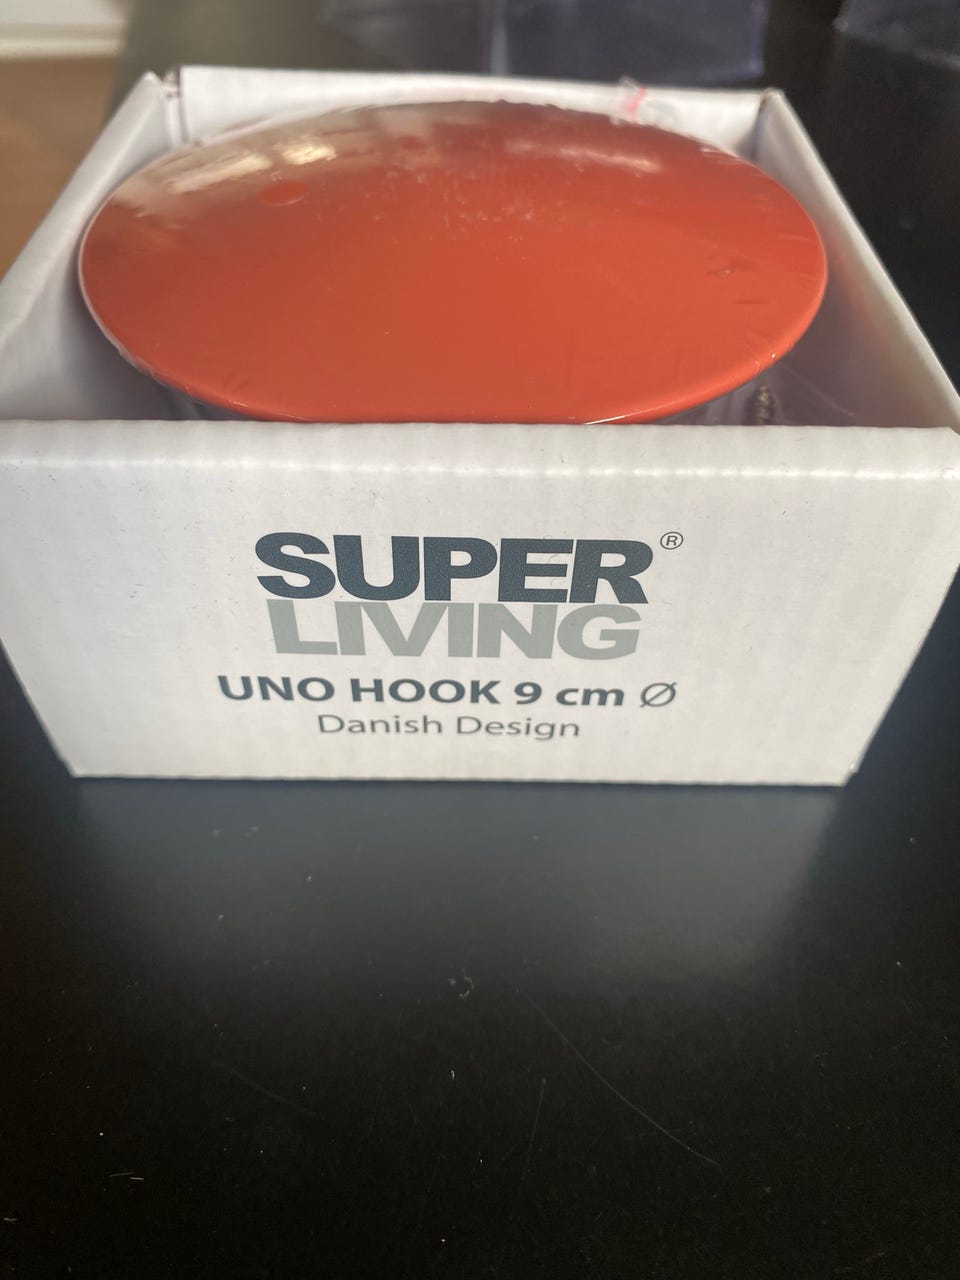 SUPER®
LIVING
UNO HOOK 9 cm Ø
Danish Design